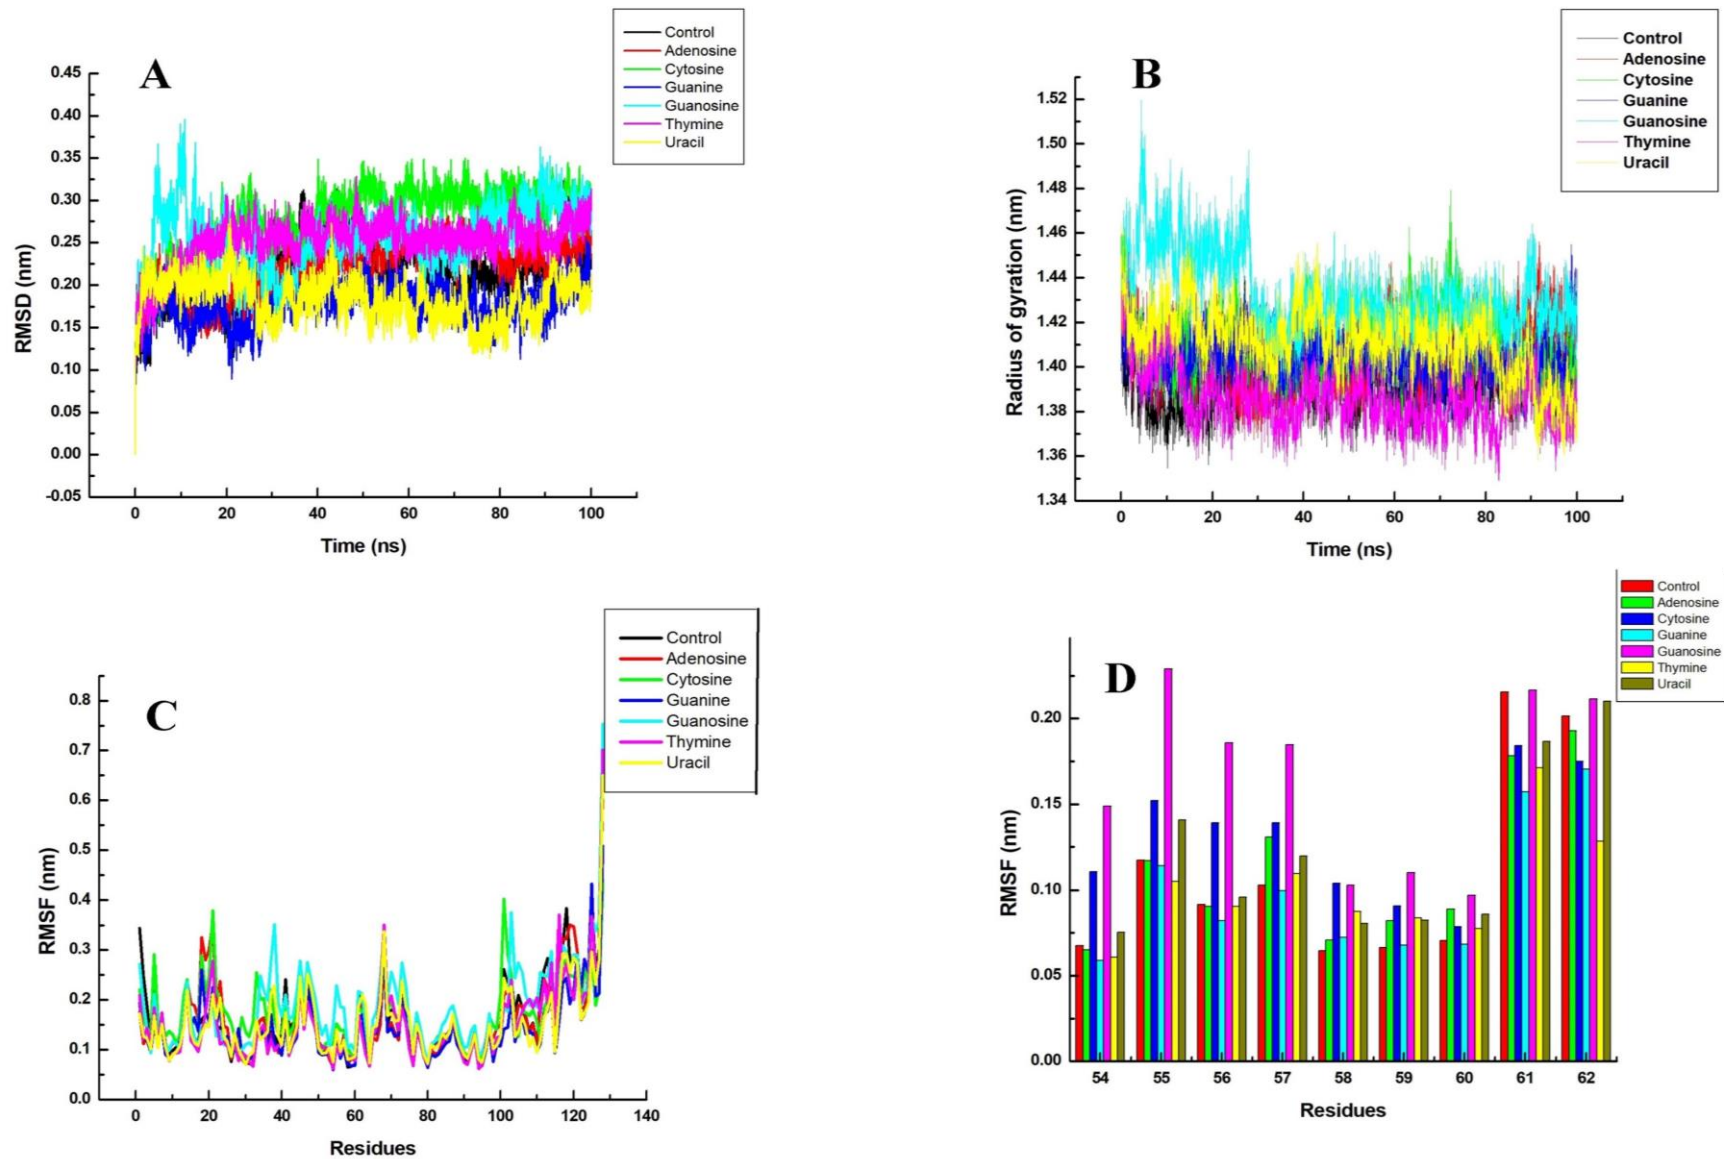 A
Control
Adenosine
Cytosine
Guanine
Guanosine
Thymine
Uracil
0.45
0.40
0.35
0.30
0.25
0.20
0.15
0.10
0.05
0.00
-0.05
RMSD (nm)
0 20 40 60 80 100
Time (ns)
B
Control
Adenosine
Cytosine
Guanine
Guanosine
Thymine
Uracil
1.52
1.50
1.48
1.46
1.44
1.42
1.40
1.38
1.36
1.34
Radius of gyration (nm)
0 20 40 60 80 100
Time (ns)
C
Control
Adenosine
Cytosine
Guanine
Guanosine
Thymine
Uracil
0.8
0.7
0.6
0.5
0.4
0.3
0.2
0.1
0.0
RMSF (nm)
0 20 40 60 80 100 120 140
Residues
D
Control
Adenosine
Cytosine
Guanine
Guanosine
Thymine
Uracil
0.20
0.15
0.10
0.05
0.00
RMSF (nm)
54 55 56 57 58 59 60 61 62
Residues